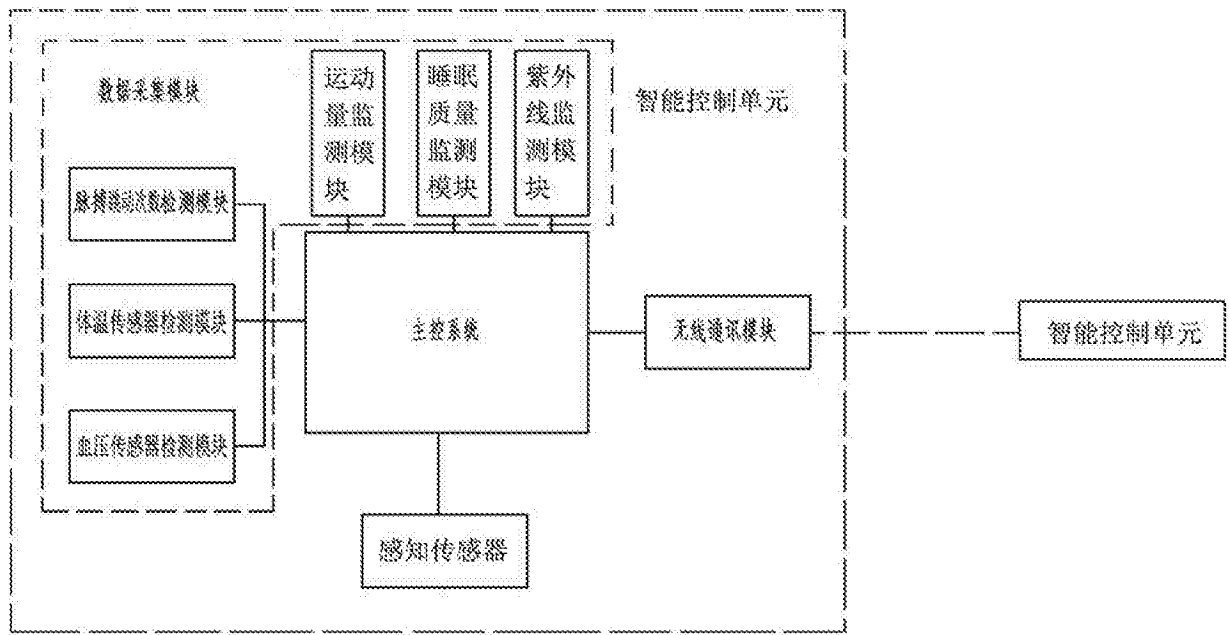 数据采集模块
运动
量监
测模
块
睡眠
质量
监测
模块
紫外
线监
测模
块
智能控制单元
脉搏跳动次数检测模块
体温传感器检测模块
血压传感器检测模块
主控系统
无线通讯模块
智能控制单元
感知传感器